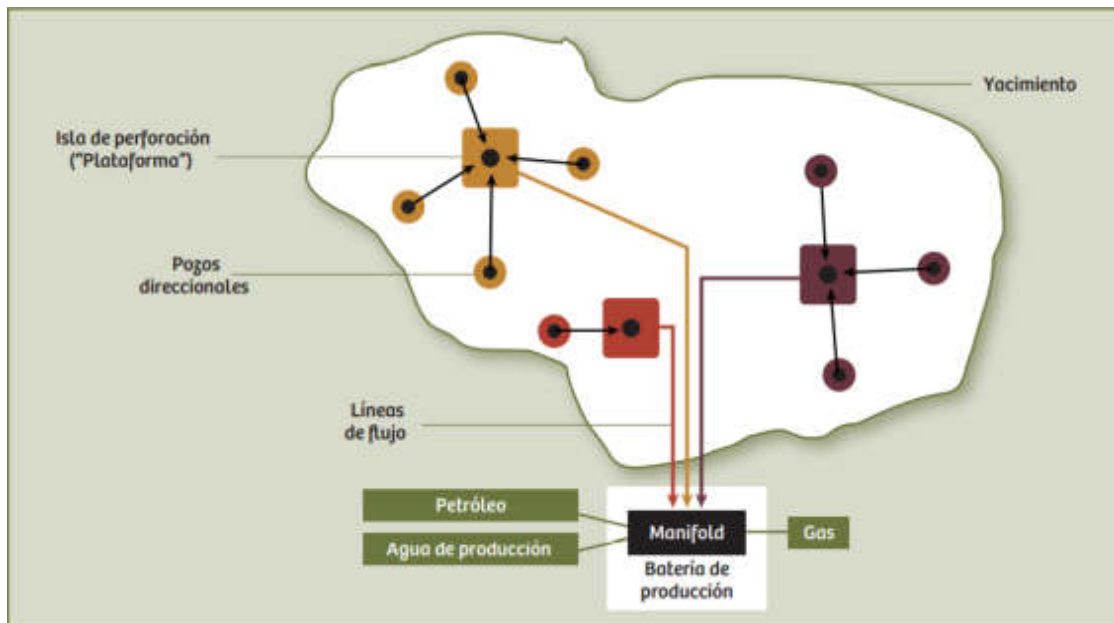 Yacimiento
Isla de perforación
("Plataforma")
Pozos
direccionales
Líneas
de flujo
Petróleo
Agua de producción
Manifold
Gas
Batería de
producción